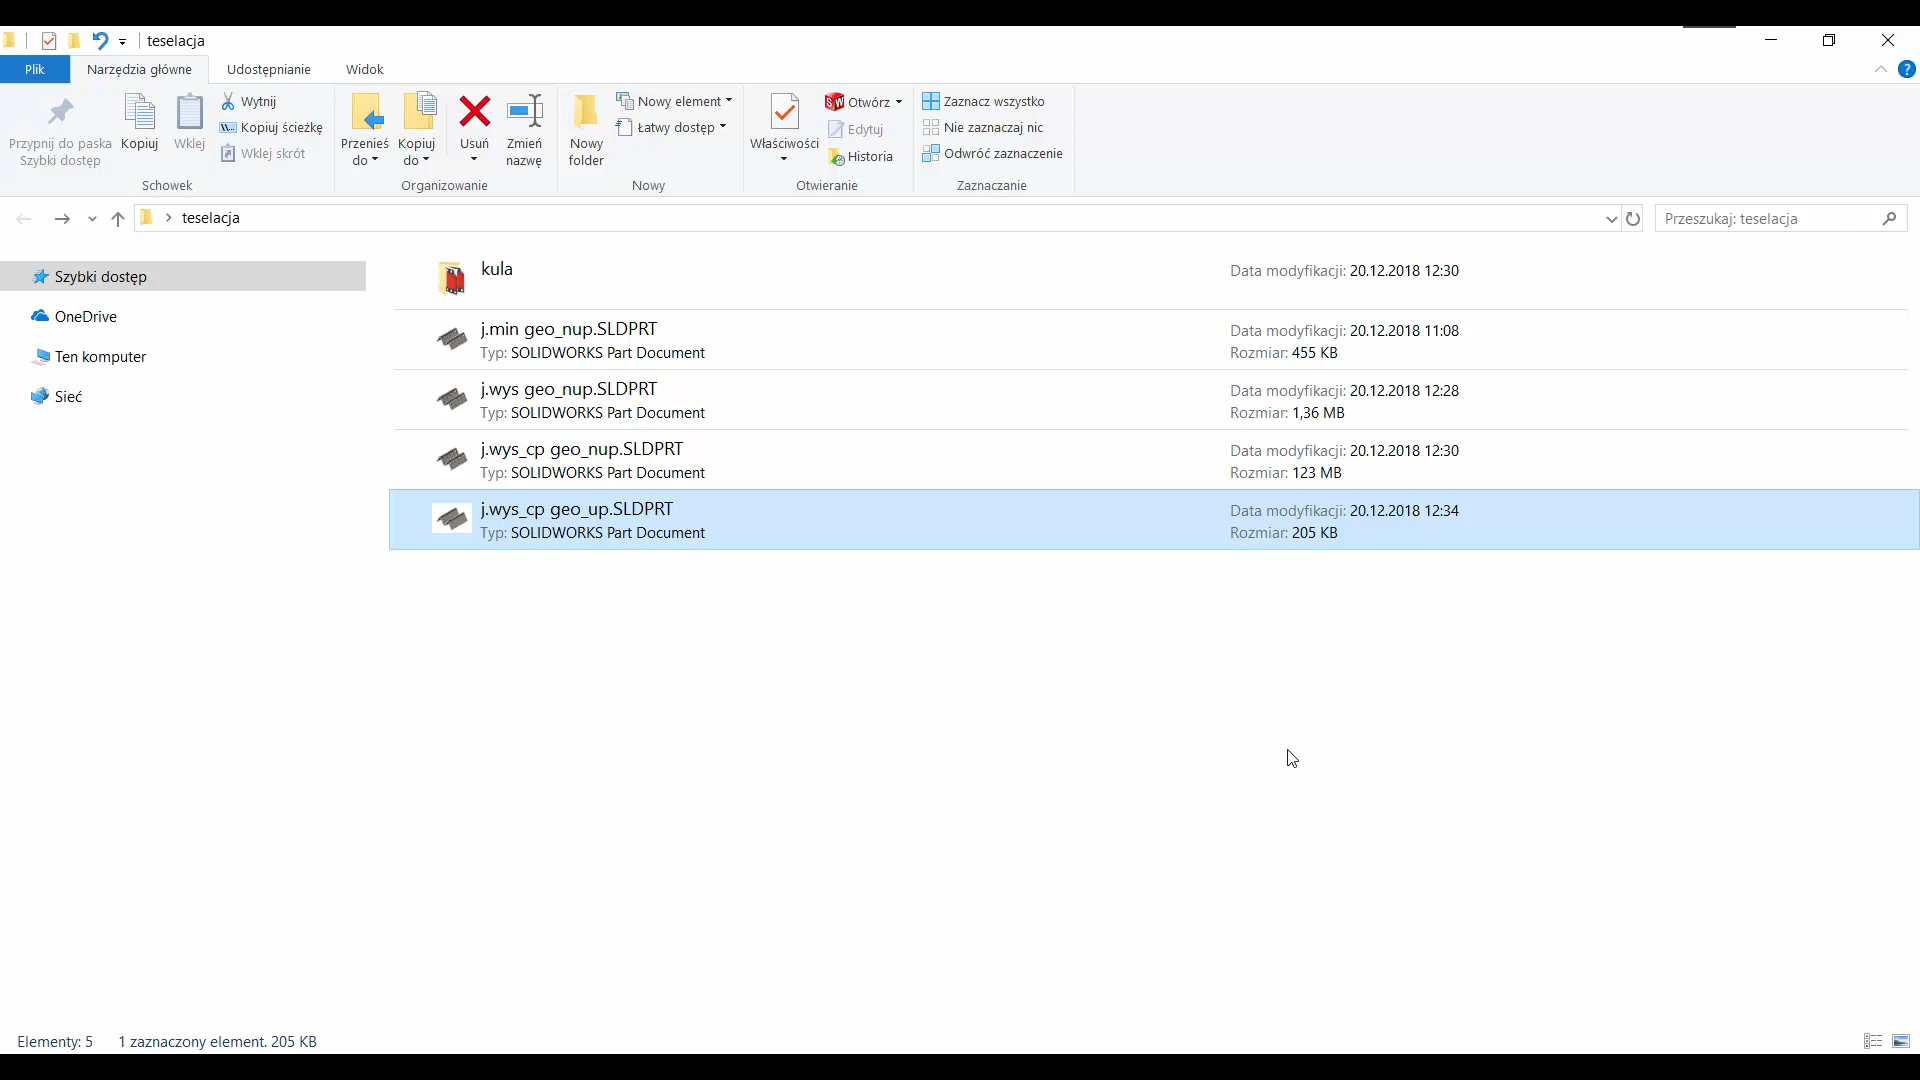 teselacja
Plik
Narzędzia główne
Udostępnianie
Widok
Przypnij do paska
Szybki dostęp
Kopiuj
Wklej
Wytnij
Kopiuj ścieżkę
Wklej skrót
Schowek
Przenieś
do
Kopiuj
do
Usuń
Zmień
nazwę
Organizowanie
Nowy
folder
Nowy element
Łatwy dostęp
Nowy
Właściwości
Otwórz
Edytuj
Historia
Otwieranie
Zaznacz wszystko
Nie zaznaczaj nic
Odwróć zaznaczenie
Zaznaczanie
teselacja
Przeszukaj: teselacja
Szybki dostęp
OneDrive
Ten komputer
Sieć
kula
Data modyfikacji: 20.12.2018 12:30
j.min geo_nup.SLDPRT
Data modyfikacji: 20.12.2018 11:08
Typ: SOLIDWORKS Part Document
Rozmiar: 455 KB
j.wys geo_nup.SLDPRT
Data modyfikacji: 20.12.2018 12:28
Typ: SOLIDWORKS Part Document
Rozmiar: 1,36 MB
j.wys_cp geo_nup.SLDPRT
Data modyfikacji: 20.12.2018 12:30
Typ: SOLIDWORKS Part Document
Rozmiar: 123 MB
j.wys_cp geo_up.SLDPRT
Data modyfikacji: 20.12.2018 12:34
Typ: SOLIDWORKS Part Document
Rozmiar: 205 KB
Elementy: 5
1 zaznaczony element. 205 KB